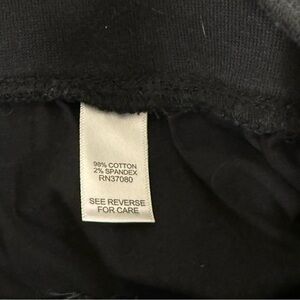 98% COTTON
2% SPANDEX
RN37080
SEE REVERSE
FOR CARE